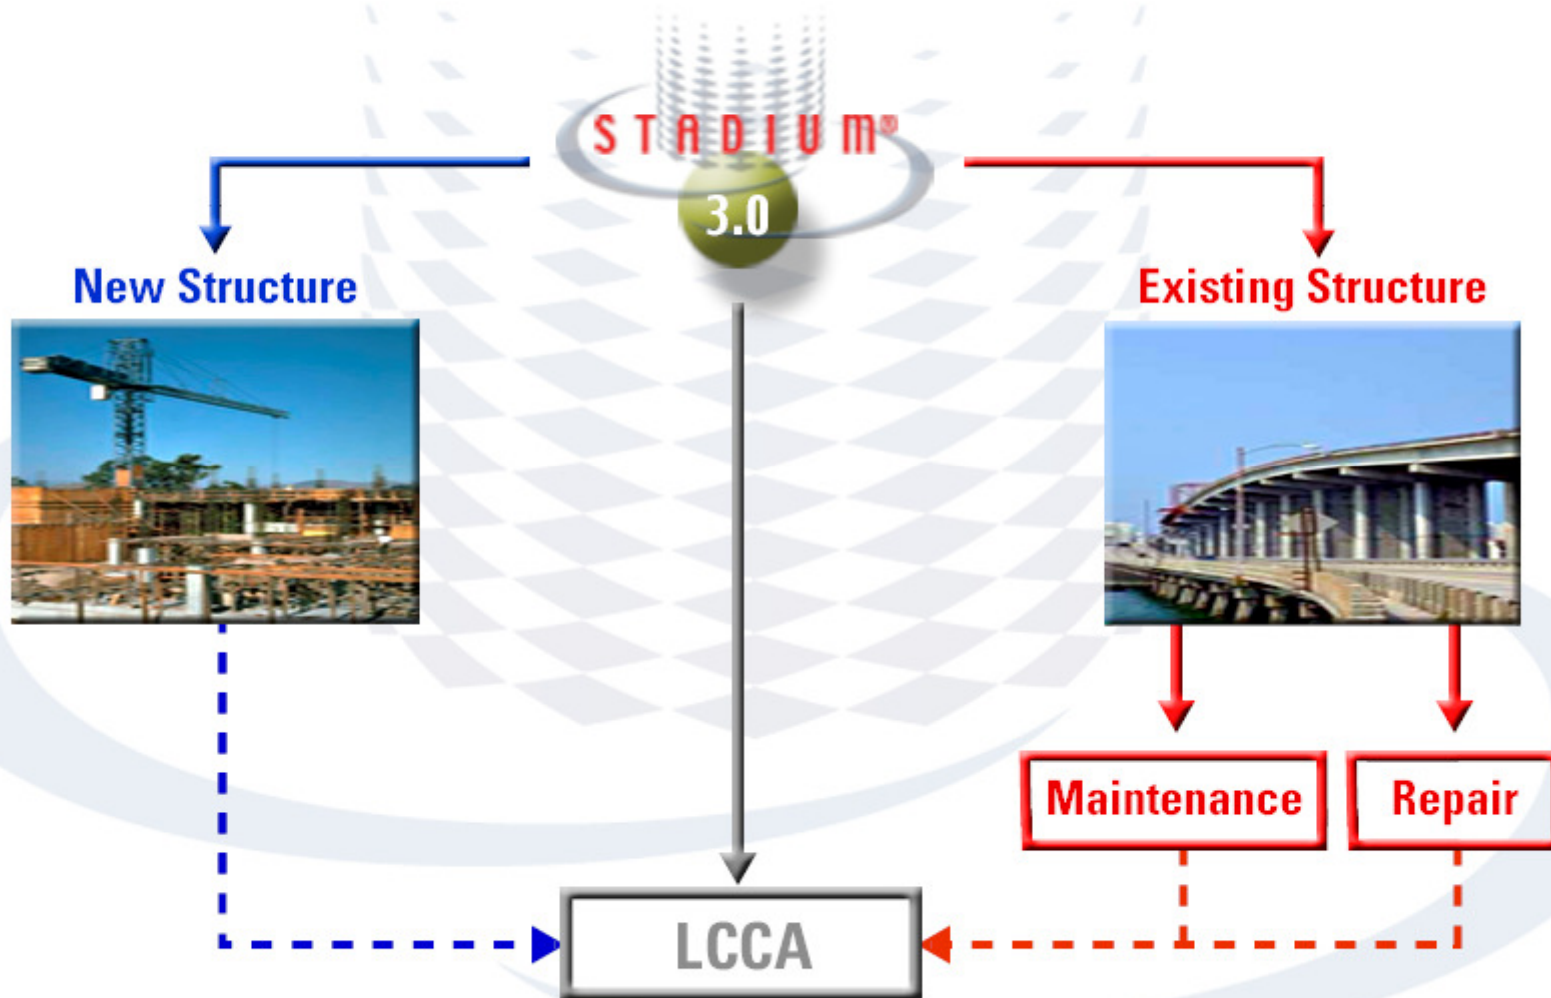 STADIUM®
3.0
New Structure
Existing Structure
Maintenance
Repair
LCCA